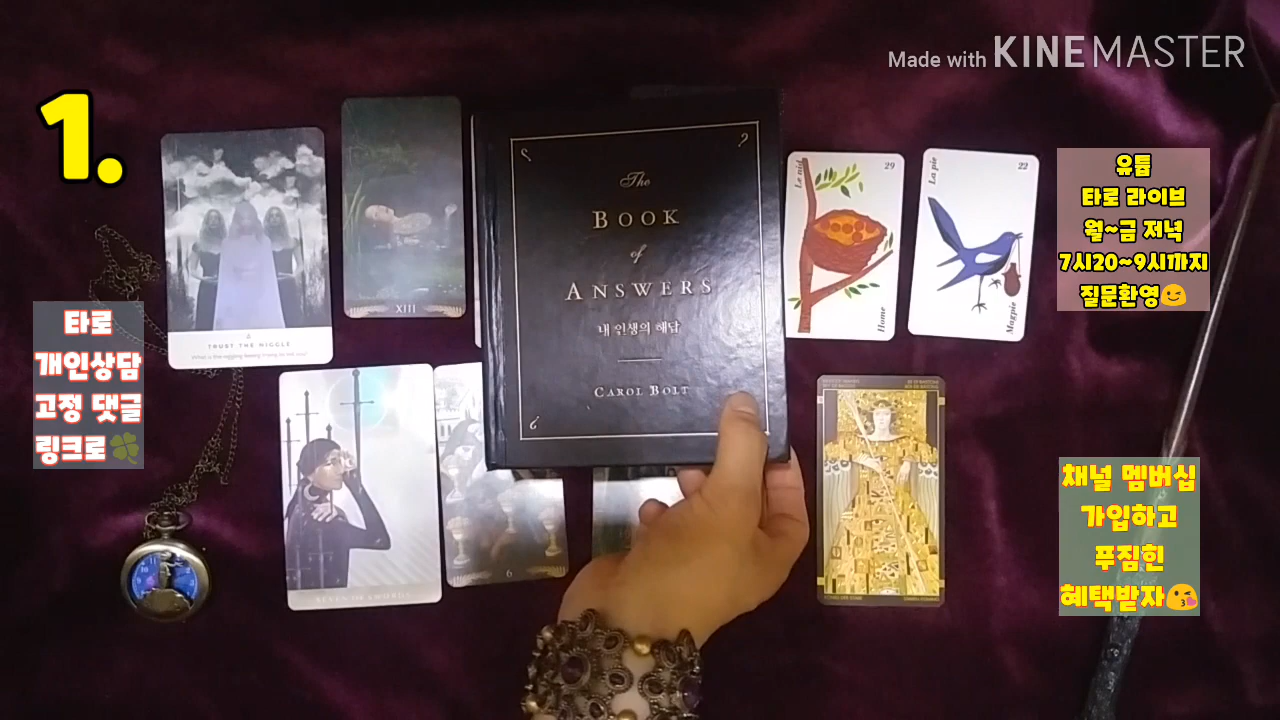 Made with KINEMASTER
1.
유튭
타로 라이브
월~금 저녁
7시20~9시까지
질문환영😊
타로
개인상담
고정 댓글
링크로🍀
채널 멤버십
가입하고
푸짐힌
혜택받자😘
The
BOOK
of
ANSWERS
내 인생의 해답
CAROL BOLT
TRUST THE NIGGLE
XIII
Le nid
29
Home
La pie
22
Magpie
SEVEN OF SWORDS
6